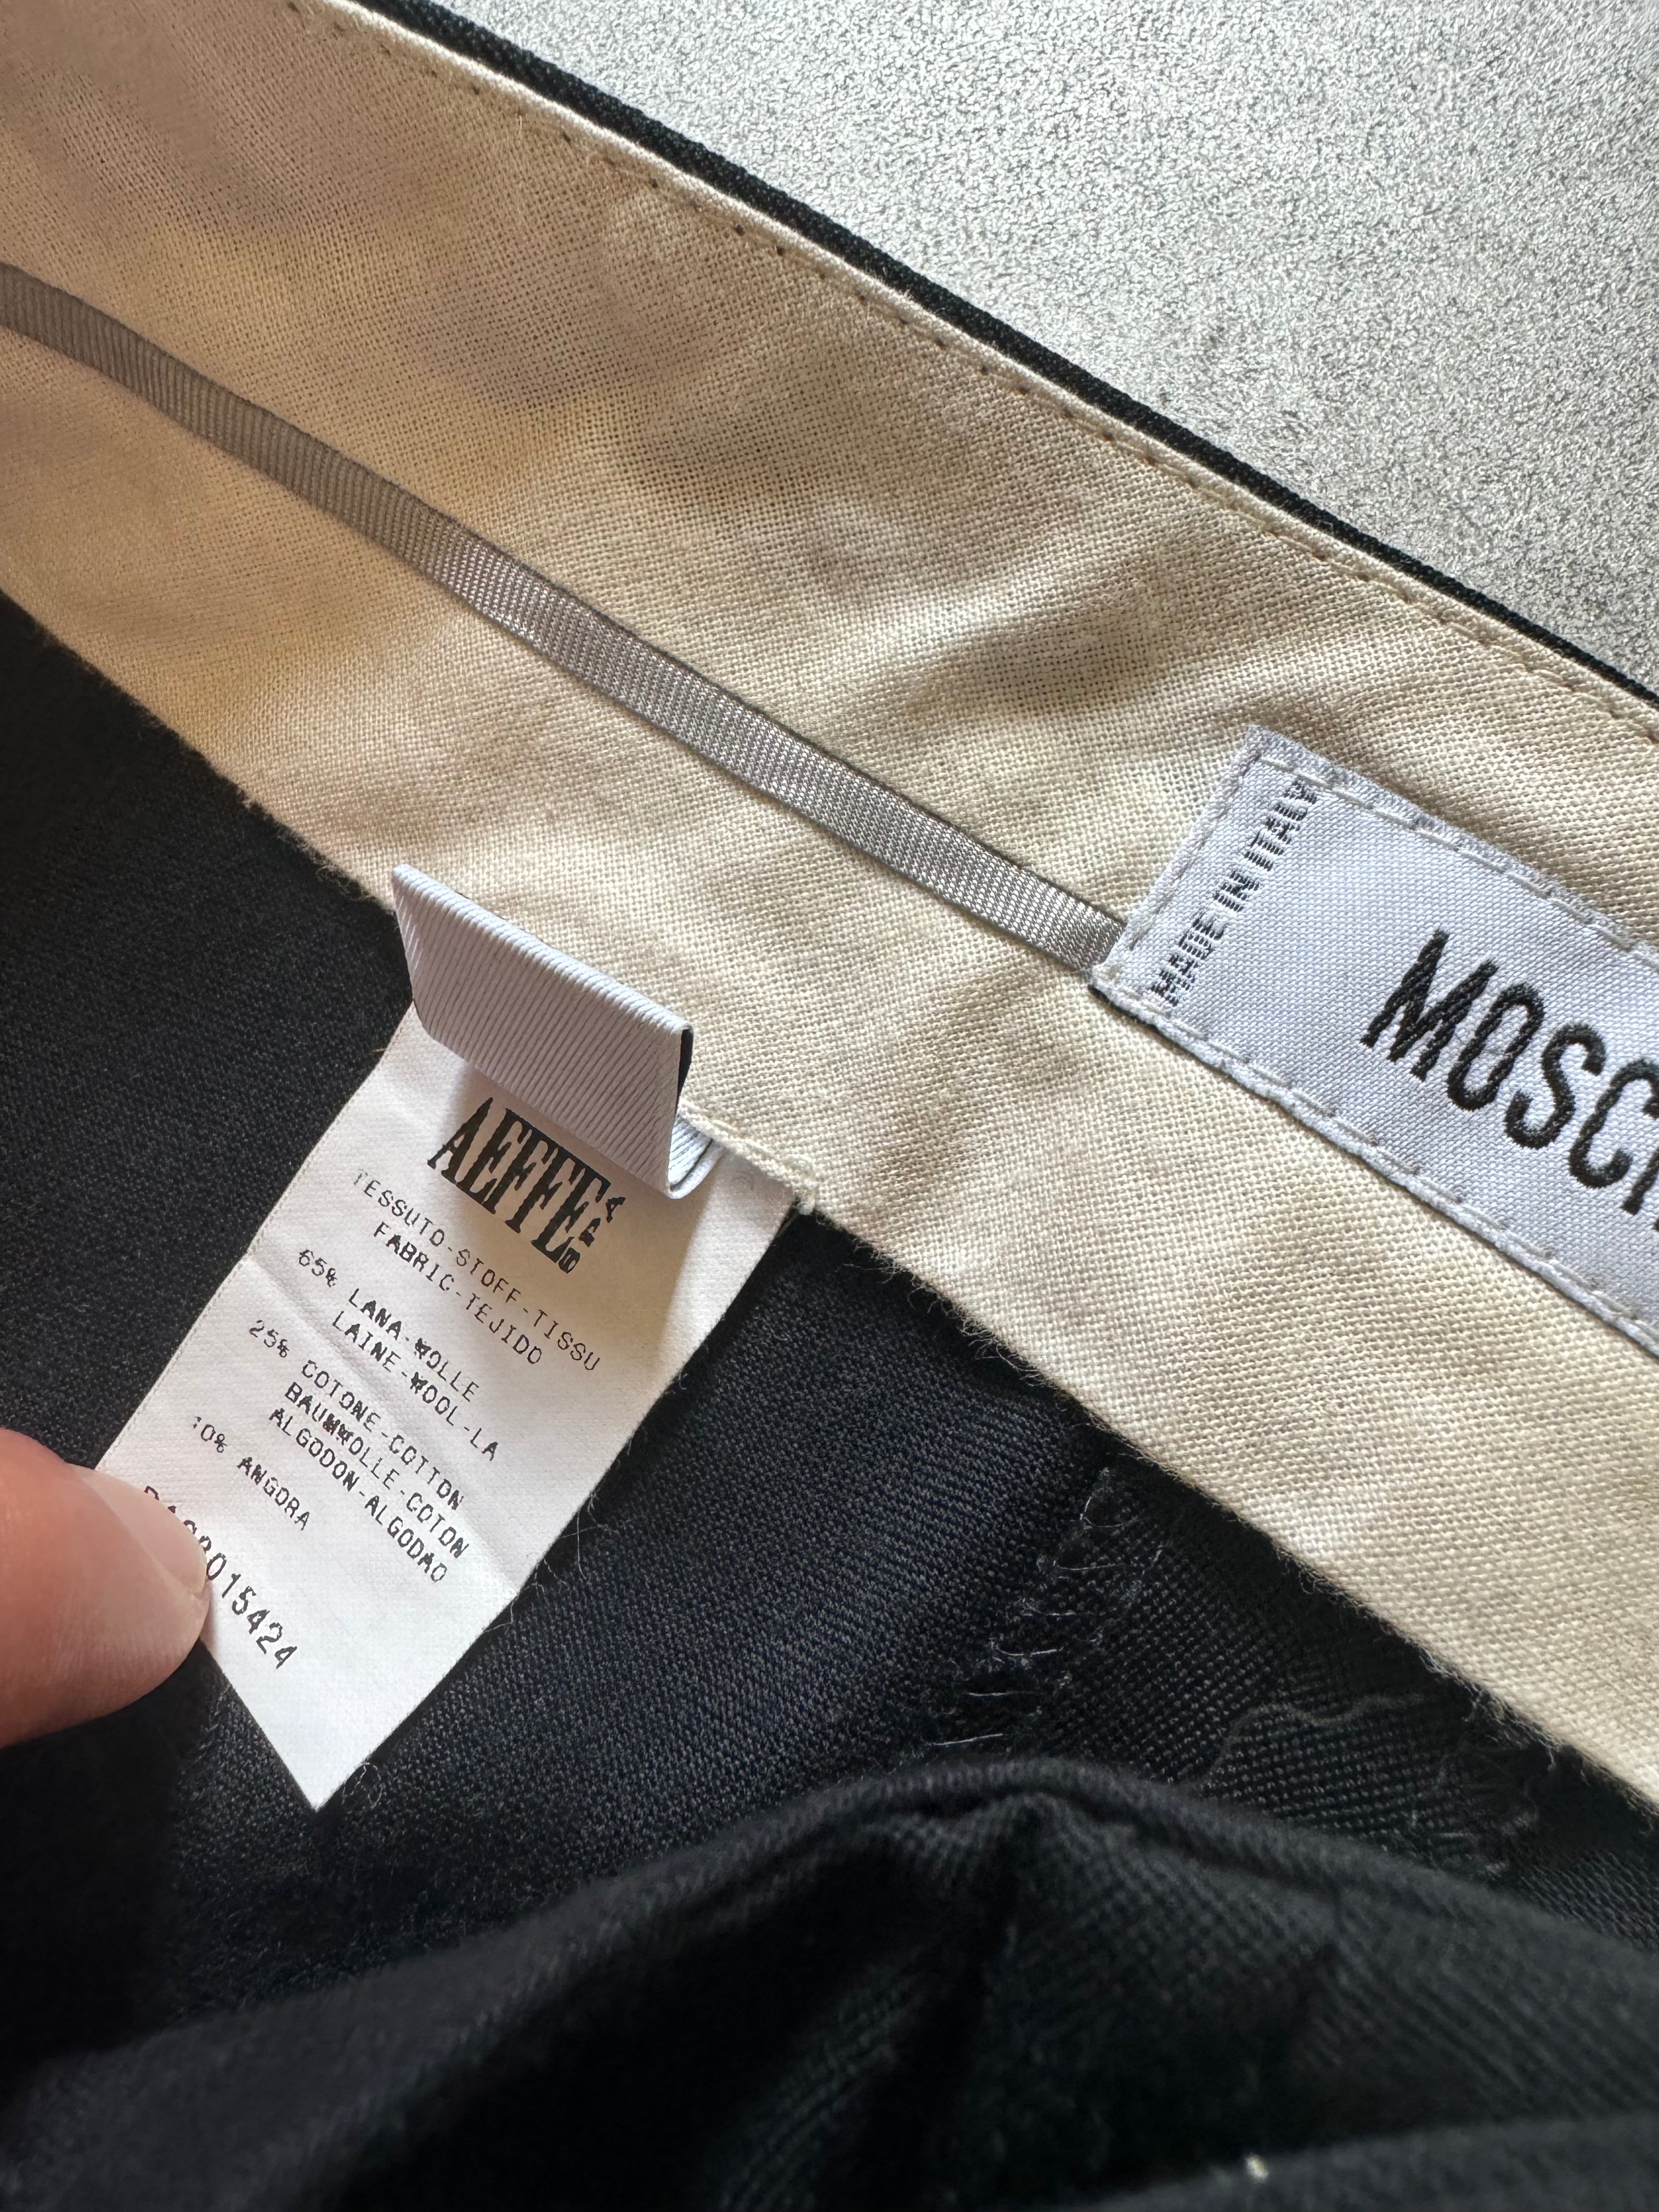 MADE IN ITALY
AEFFE
S.p.A
TESSUTO-STOFF-TISSU
FABRIC-TEJIDO
65% LANA-WOLLE
LAINE-WOOL-LA
25% COTONE-COTTON
BAUMWOLLE-COTON
ALGODON-ALGODAO
10% ANGORA